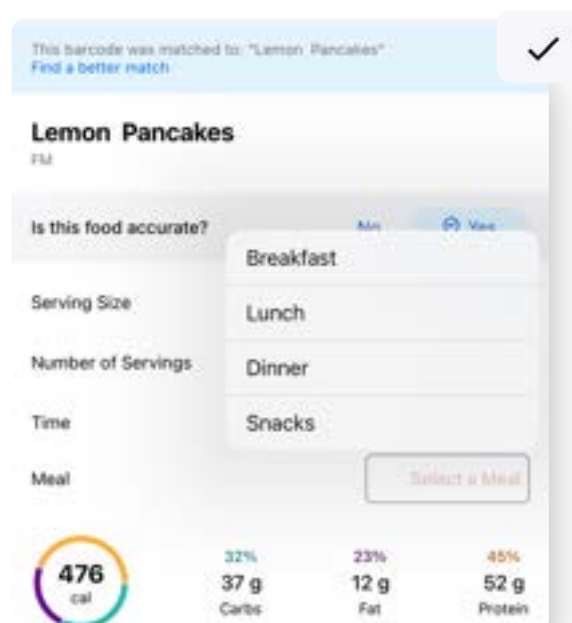 This barcode was matched to: "Lemon Pancakes"
Find a better match
Lemon Pancakes
FM
Is this food accurate?
No
Yes
Breakfast
Serving Size
Lunch
Number of Servings
Dinner
Time
Snacks
Meal
Select a Meal
476
cal
32%
37 g
Carbs
23%
12 g
Fat
45%
52 g
Protein